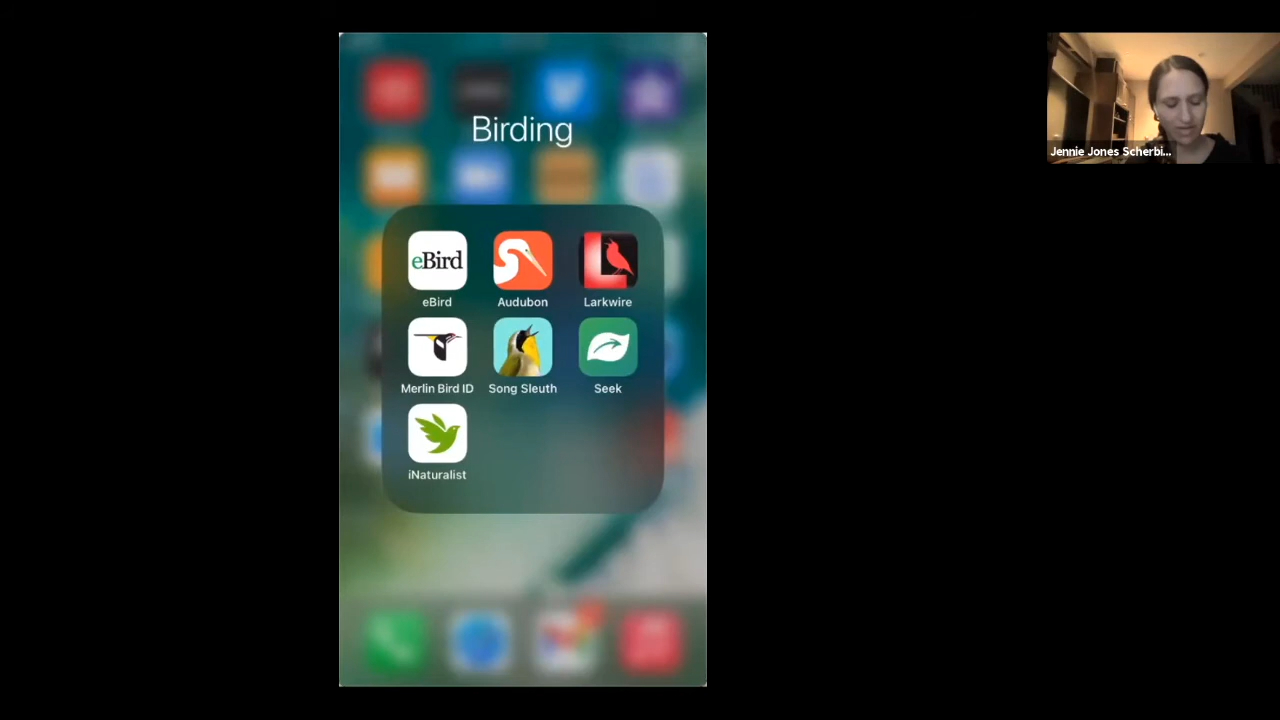 Birding
eBird
eBird
Audubon
Larkwire
Merlin Bird ID
Song Sleuth
Seek
iNaturalist
Jennie Jones Scherbi...